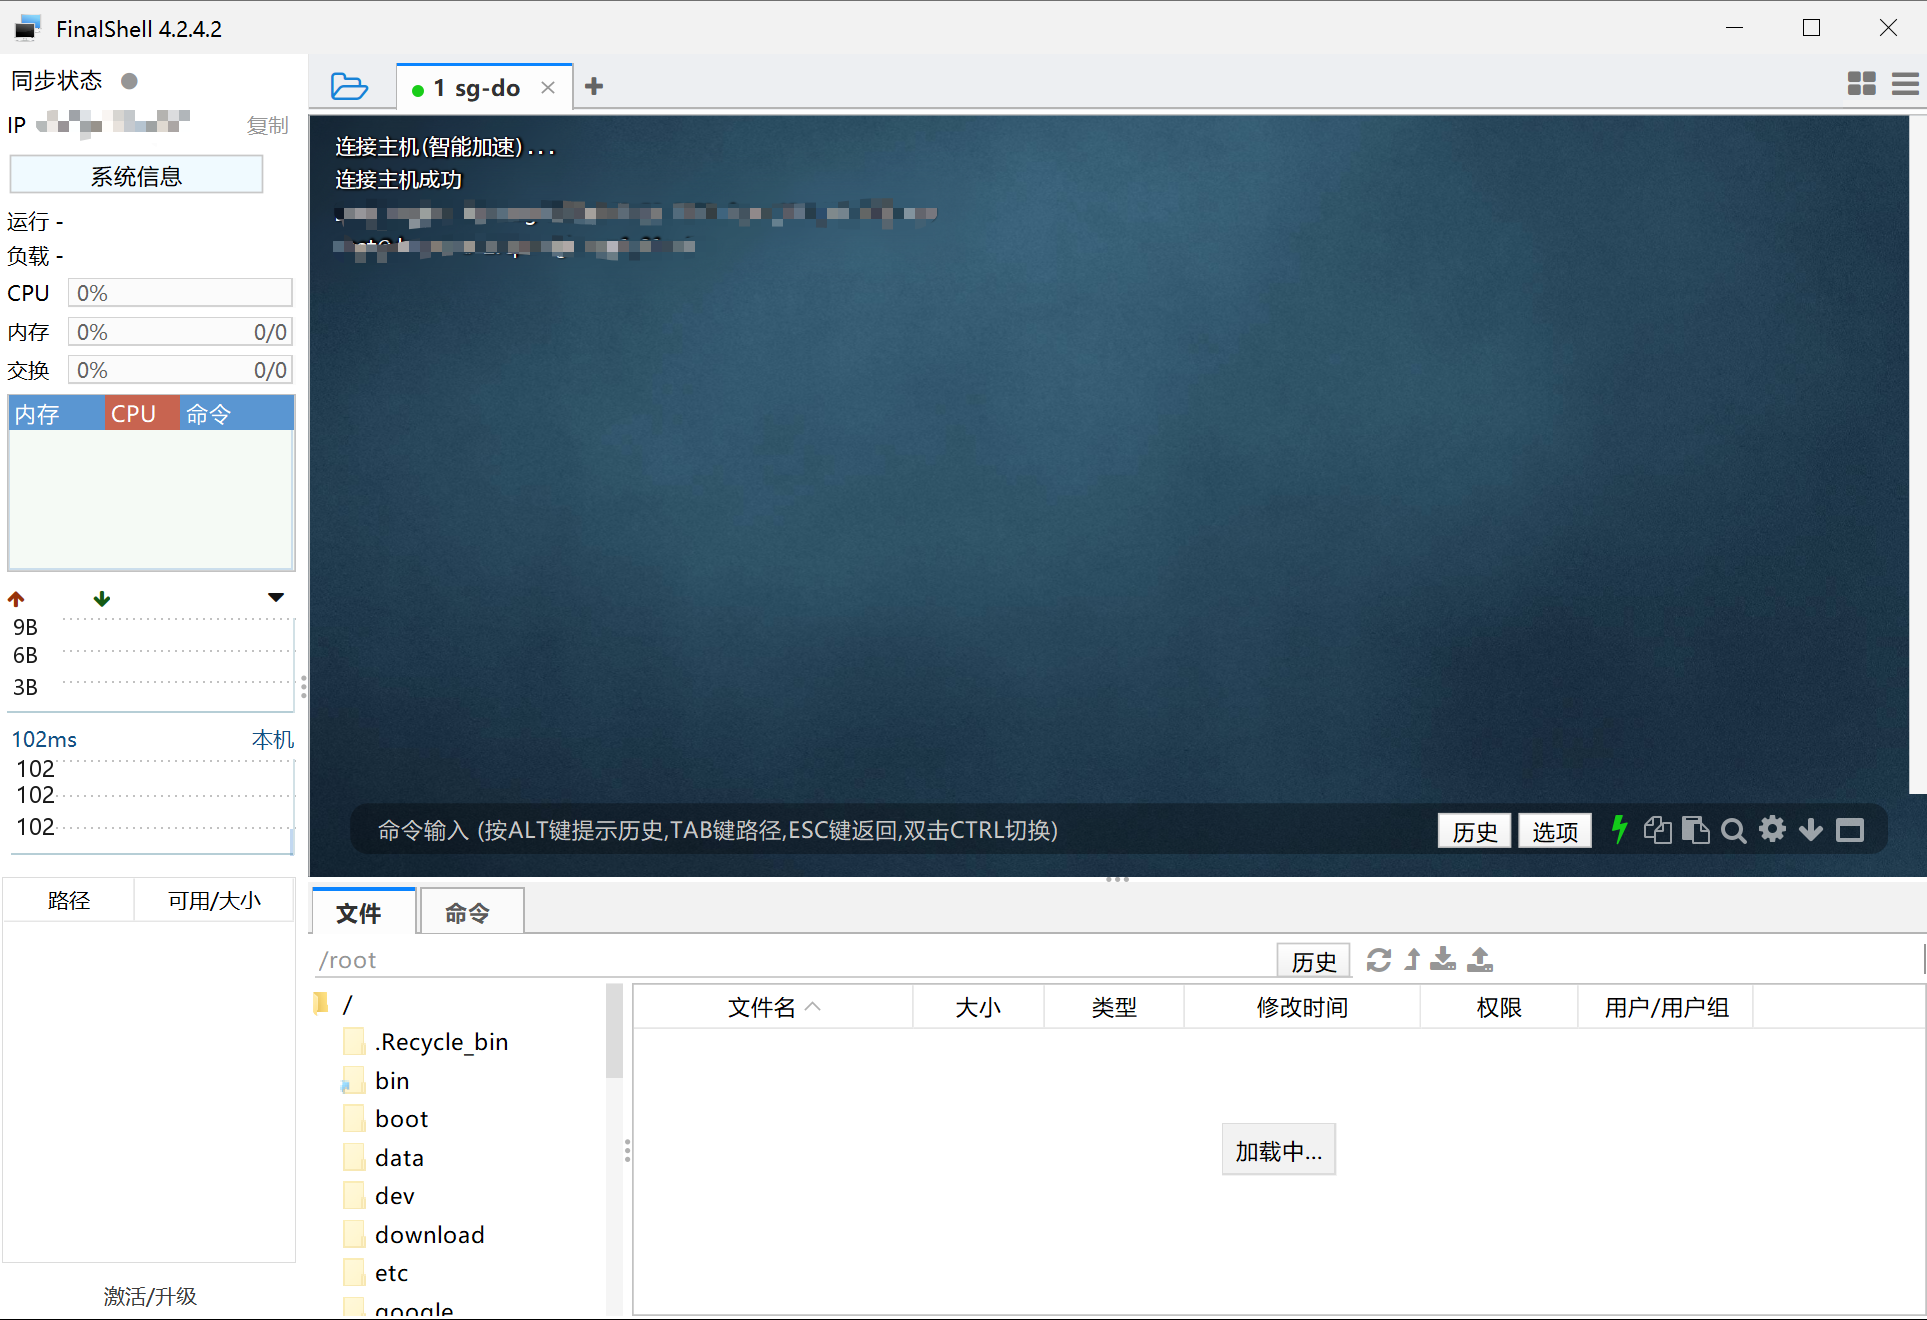 FinalShell 4.2.4.2
同步状态
IP
复制
系统信息
运行 -
负载 -
CPU 0%
内存 0% 0/0
交换 0% 0/0
内存 CPU 命令
9B
6B
3B
102ms 本机
102
102
102
路径 可用/大小
激活/升级
1 sg-do
连接主机(智能加速)...
连接主机成功
命令输入 (按ALT键提示历史,TAB键路径,ESC键返回,双击CTRL切换)
历史 选项
文件 命令
/root
历史
/
.Recycle_bin
bin
boot
data
dev
download
etc
google
文件名 大小 类型 修改时间 权限 用户/用户组
加载中...